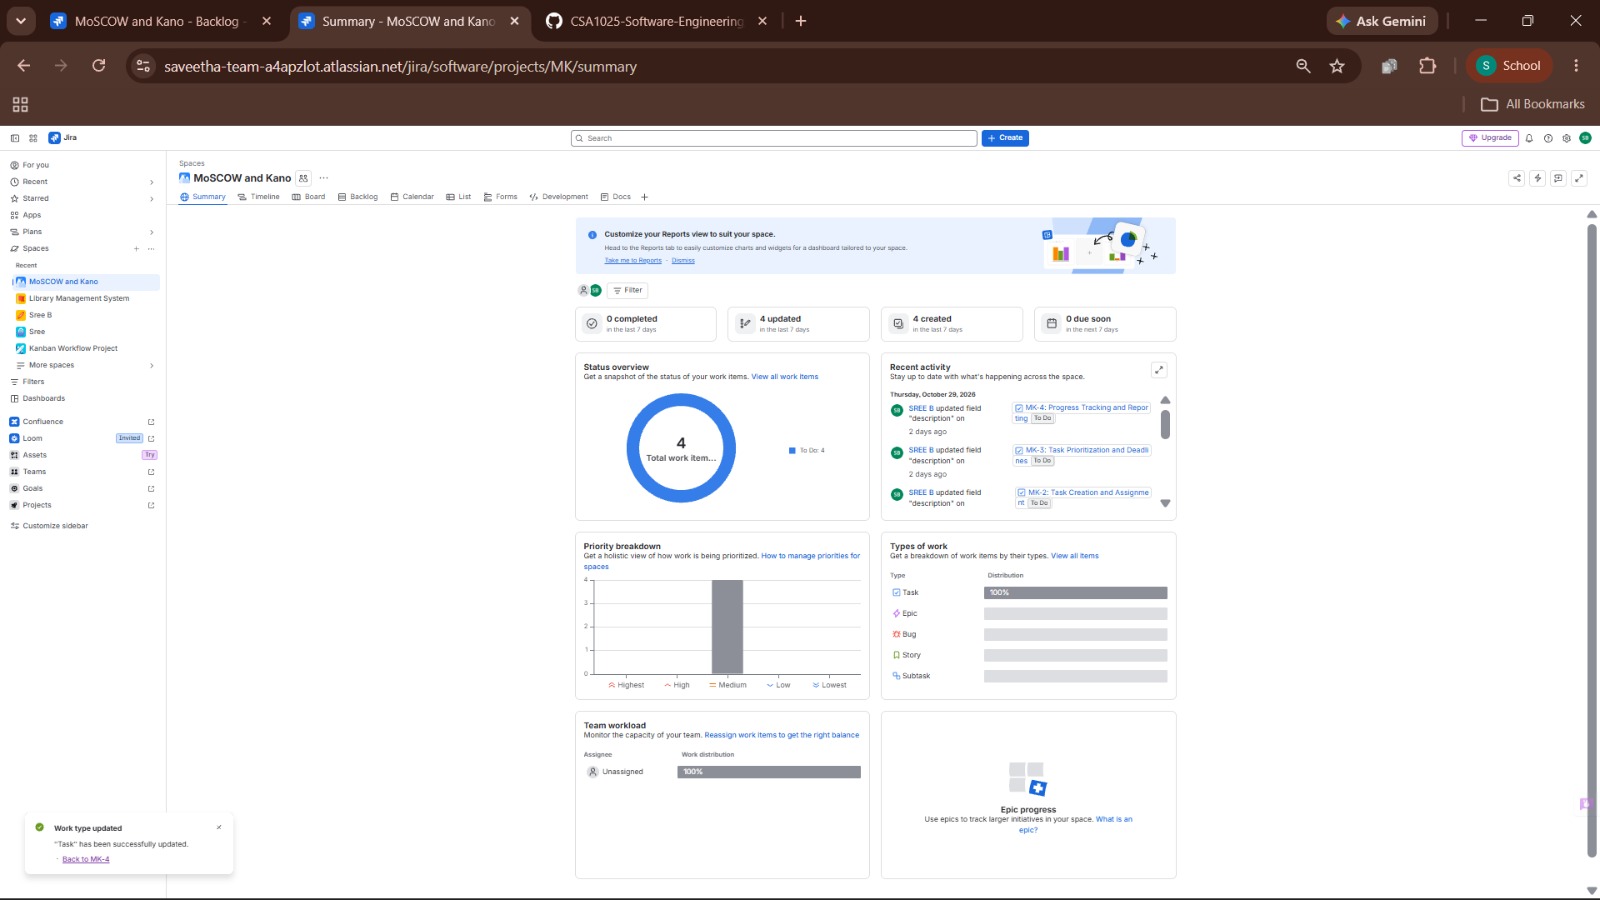 MoSCOW and Kano - Backlog -
Summary - MoSCOW and Kano
CSA1025-Software-Engineering
Ask Gemini
saveetha-team-a4apzlot.atlassian.net/jira/software/projects/MK/summary
S School
All Bookmarks
Jira
Search
Create
Upgrade
SB
For you
Recent
Starred
Apps
Plans
Spaces
Recent
MoSCOW and Kano
Library Management System
Sree B
Sree
Kanban Workflow Project
More spaces
Filters
Dashboards
Confluence
Loom Invited
Assets Try
Teams
Goals
Projects
Customize sidebar
Spaces
MoSCOW and Kano
Summary Timeline Board Backlog Calendar List Forms Development Docs
Customize your Reports view to suit your space.
Head to the Reports tab to easily customize charts and widgets for a dashboard tailored to your space.
Take me to Reports · Dismiss
SB Filter
0 completed
in the last 7 days
4 updated
in the last 7 days
4 created
in the last 7 days
0 due soon
in the next 7 days
Status overview
Get a snapshot of the status of your work items. View all work items
4
Total work item...
To Do: 4
Recent activity
Stay up to date with what's happening across the space.
Thursday, October 29, 2026
SB SREE B updated field
"description" on
MK-4: Progress Tracking and Repor
ting To Do
2 days ago
SB SREE B updated field
"description" on
MK-3: Task Prioritization and Deadli
nes To Do
2 days ago
SB SREE B updated field
"description" on
MK-2: Task Creation and Assignme
nt To Do
Priority breakdown
Get a holistic view of how work is being prioritized. How to manage priorities for
spaces
4
3
2
1
0
Highest High Medium Low Lowest
Types of work
Get a breakdown of work items by their types. View all items
Type Distribution
Task 100%
Epic
Bug
Story
Subtask
Team workload
Monitor the capacity of your team. Reassign work items to get the right balance
Assignee Work distribution
Unassigned 100%
Epic progress
Use epics to track larger initiatives in your space. What is an
epic?
Work type updated
"Task" has been successfully updated.
· Back to MK-4